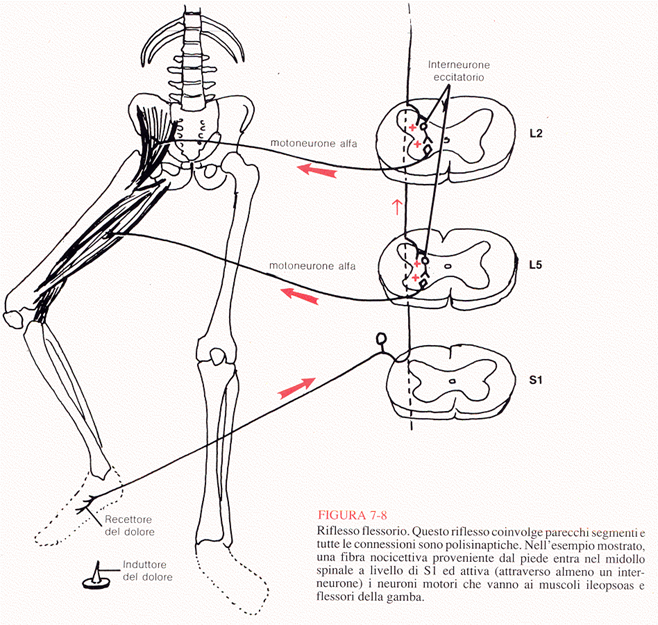 Interneurone
eccitatorio
L2
motoneurone alfa
motoneurone alfa
L5
S1
Recettore
del dolore
Induttore
del dolore
FIGURA 7-8
Riflesso flessorio. Questo riflesso coinvolge parecchi segmenti e
tutte le connessioni sono polisinaptiche. Nell'esempio mostrato,
una fibra nocicettiva proveniente dal piede entra nel midollo
spinale a livello di S1 ed attiva (attraverso almeno un inter-
neurone) i neuroni motori che vanno ai muscoli ileopsoas e
flessori della gamba.